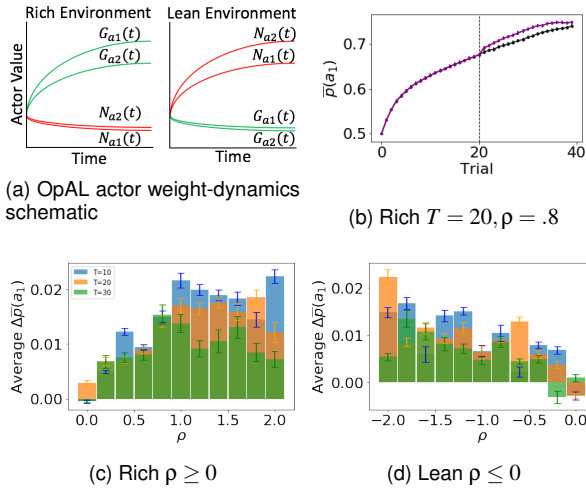 Rich Environment
Lean Environment
Actor Value
G_{a1}(t)
G_{a2}(t)
N_{a2}(t)
N_{a1}(t)
Time
N_{a2}(t)
N_{a1}(t)
G_{a1}(t)
G_{a2}(t)
Time
(a) OpAL actor weight-dynamics
schematic
p̅(a₁)
0.7
0.6
0.5
0 20 40
Trial
(b) Rich T = 20, ρ = .8
Average Δp̅(a₁)
0.02
0.01
0.00
T=10
T=20
T=30
0.0 0.5 1.0 1.5 2.0
ρ
(c) Rich ρ ≥ 0
Average Δp̅(a₁)
0.02
0.01
0.00
−2.0 −1.5 −1.0 −0.5 0.0
ρ
(d) Lean ρ ≤ 0